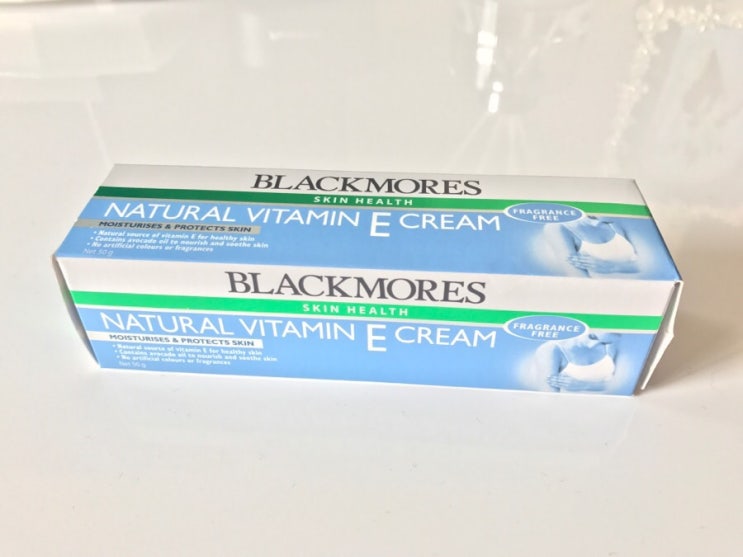 BLACKMORES
SKIN HEALTH
NATURAL VITAMIN E CREAM
FRAGRANCE
FREE
MOISTURISES & PROTECTS SKIN
• Natural source of vitamin E for healthy skin
• Contains avocado oil to nourish and soothe skin
• No artificial colours or fragrances
Net 50 g
BLACKMORES
SKIN HEALTH
NATURAL VITAMIN E CREAM
FRAGRANCE
FREE
MOISTURISES & PROTECTS SKIN
• Natural source of vitamin E for healthy skin
• Contains avocado oil to nourish and soothe skin
• No artificial colours or fragrances
Net 50 g